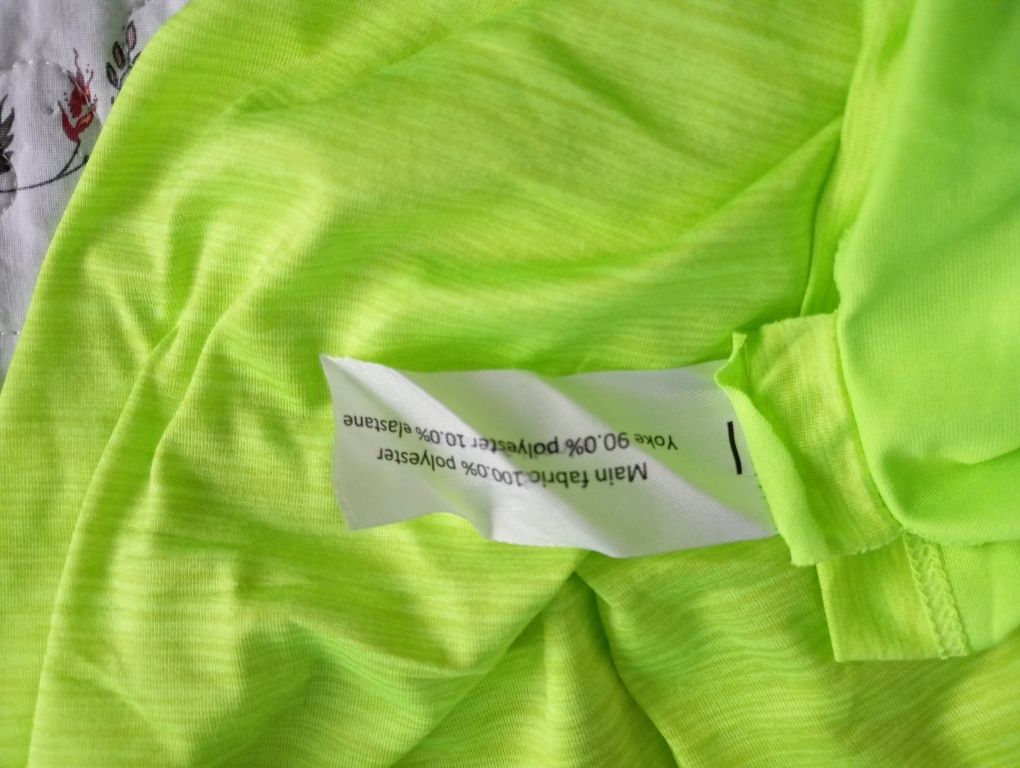 Main fabric:100.0% polyester
Yoke 90.0% polyester 10.0% elastane